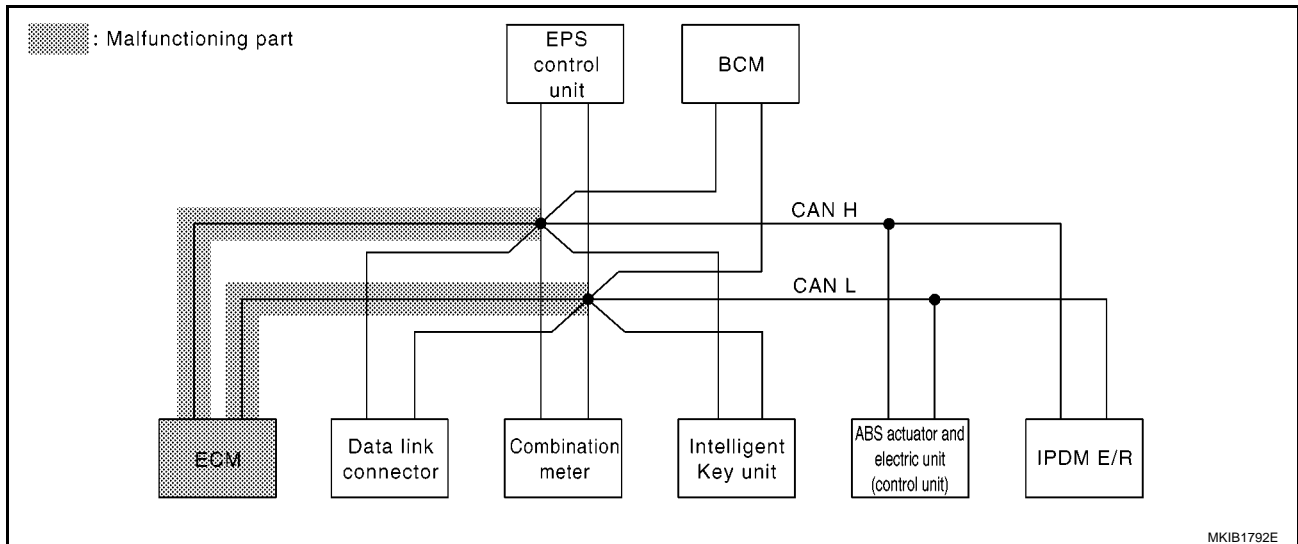 : Malfunctioning part
EPS
control
unit
BCM
CAN H
CAN L
ECM
Data link
connector
Combination
meter
Intelligent
Key unit
ABS actuator and
electric unit
(control unit)
IPDM E/R
MKIB1792E